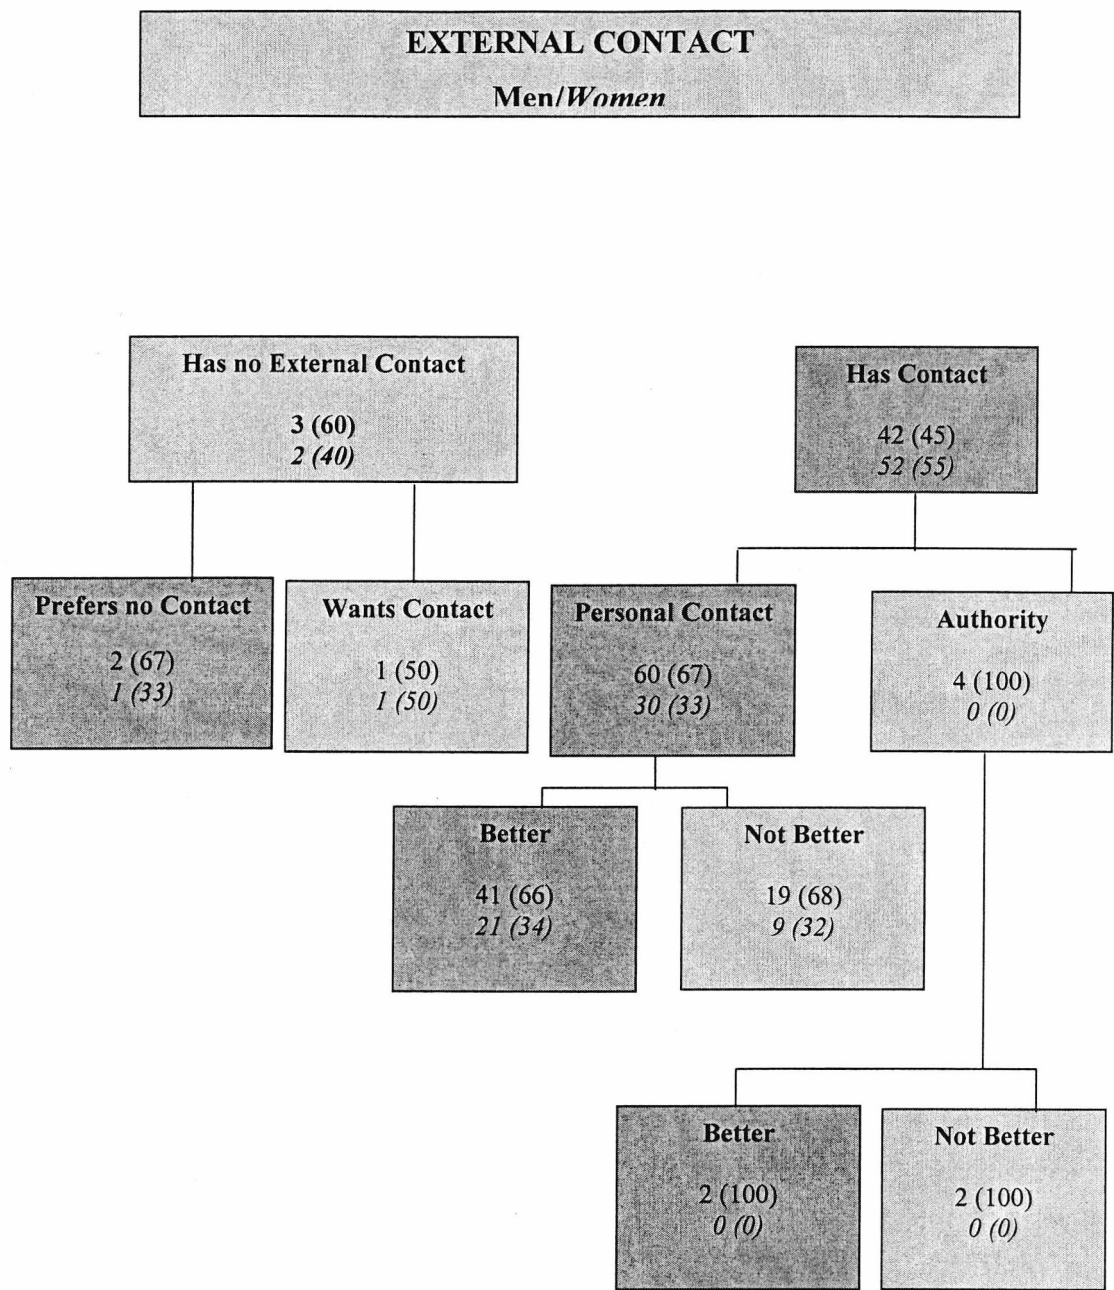 EXTERNAL CONTACT
Men/Women
Has no External Contact
3 (60)
2 (40)
Has Contact
42 (45)
52 (55)
Prefers no Contact
2 (67)
1 (33)
Wants Contact
1 (50)
1 (50)
Personal Contact
60 (67)
30 (33)
Authority
4 (100)
0 (0)
Better
41 (66)
21 (34)
Not Better
19 (68)
9 (32)
Better
2 (100)
0 (0)
Not Better
2 (100)
0 (0)